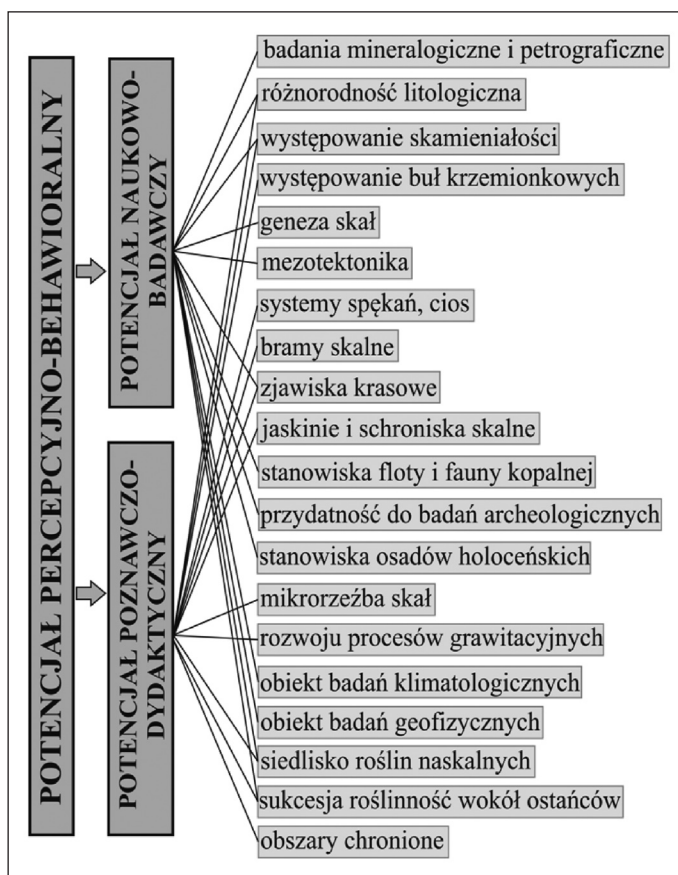 POTENCJAŁ PERCEPCYJNO-BEHAWIORALNY
POTENCJAŁ NAUKOWO-
BADAWCZY
POTENCJAŁ POZNAWCZO-
DYDAKTYCZNY
badania mineralogiczne i petrograficzne
różnorodność litologiczna
występowanie skamieniałości
występowanie buł krzemionkowych
geneza skał
mezotektonika
systemy spękań, cios
bramy skalne
zjawiska krasowe
jaskinie i schroniska skalne
stanowiska floty i fauny kopalnej
przydatność do badań archeologicznych
stanowiska osadów holoceńskich
mikrorzeźba skał
rozwoju procesów grawitacyjnych
obiekt badań klimatologicznych
obiekt badań geofizycznych
siedlisko roślin naskalnych
sukcesja roślinność wokół ostańców
obszary chronione